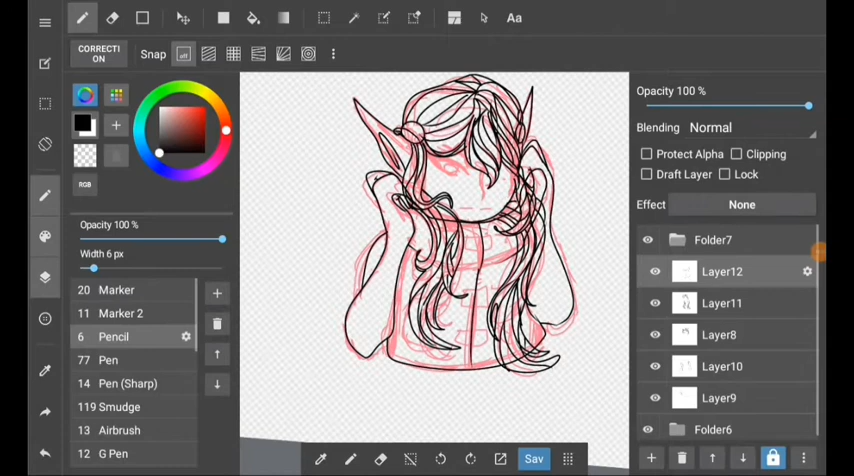 Aa
CORRECTI
ON
Snap
off
RGB
Opacity 100 %
Width 6 px
20 Marker
11 Marker 2
6 Pencil
77 Pen
14 Pen (Sharp)
119 Smudge
13 Airbrush
12 G Pen
Sav
Opacity 100 %
Blending Normal
Protect Alpha Clipping
Draft Layer Lock
Effect None
Folder7
Layer12
Layer11
Layer8
Layer10
Layer9
Folder6